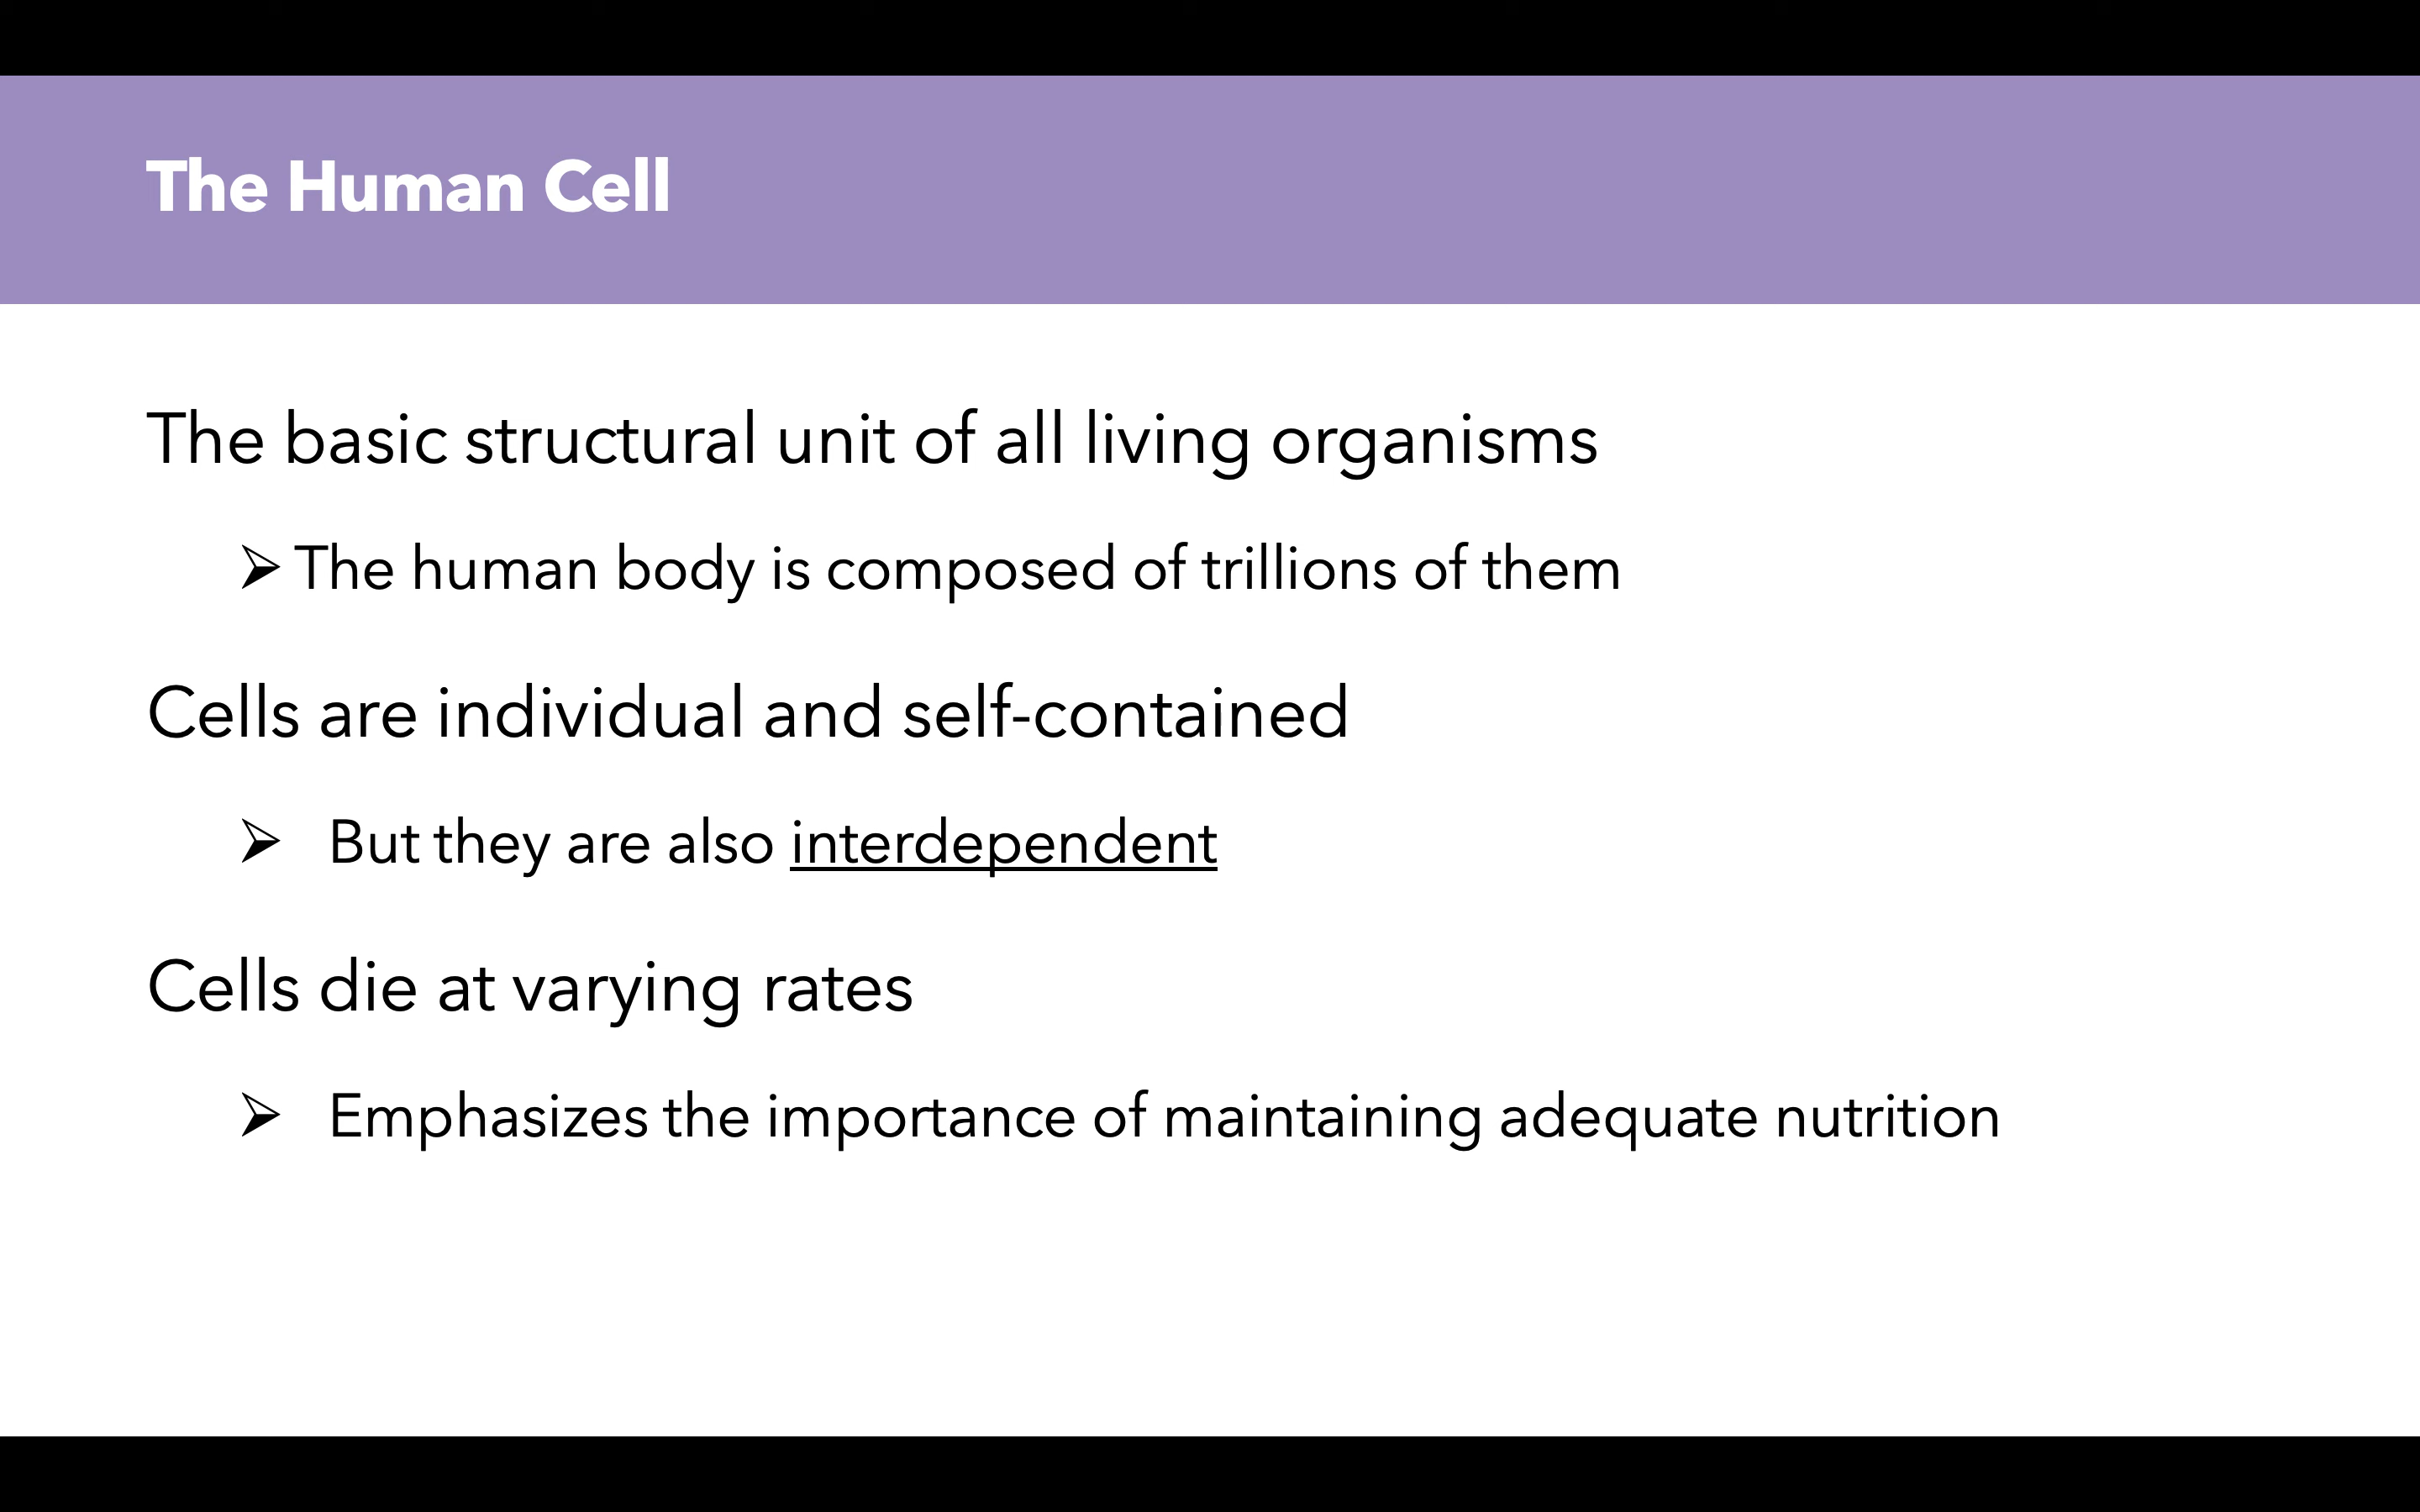 The Human Cell
The basic structural unit of all living organisms
➢ The human body is composed of trillions of them
Cells are individual and self-contained
➢ But they are also interdependent
Cells die at varying rates
➢ Emphasizes the importance of maintaining adequate nutrition